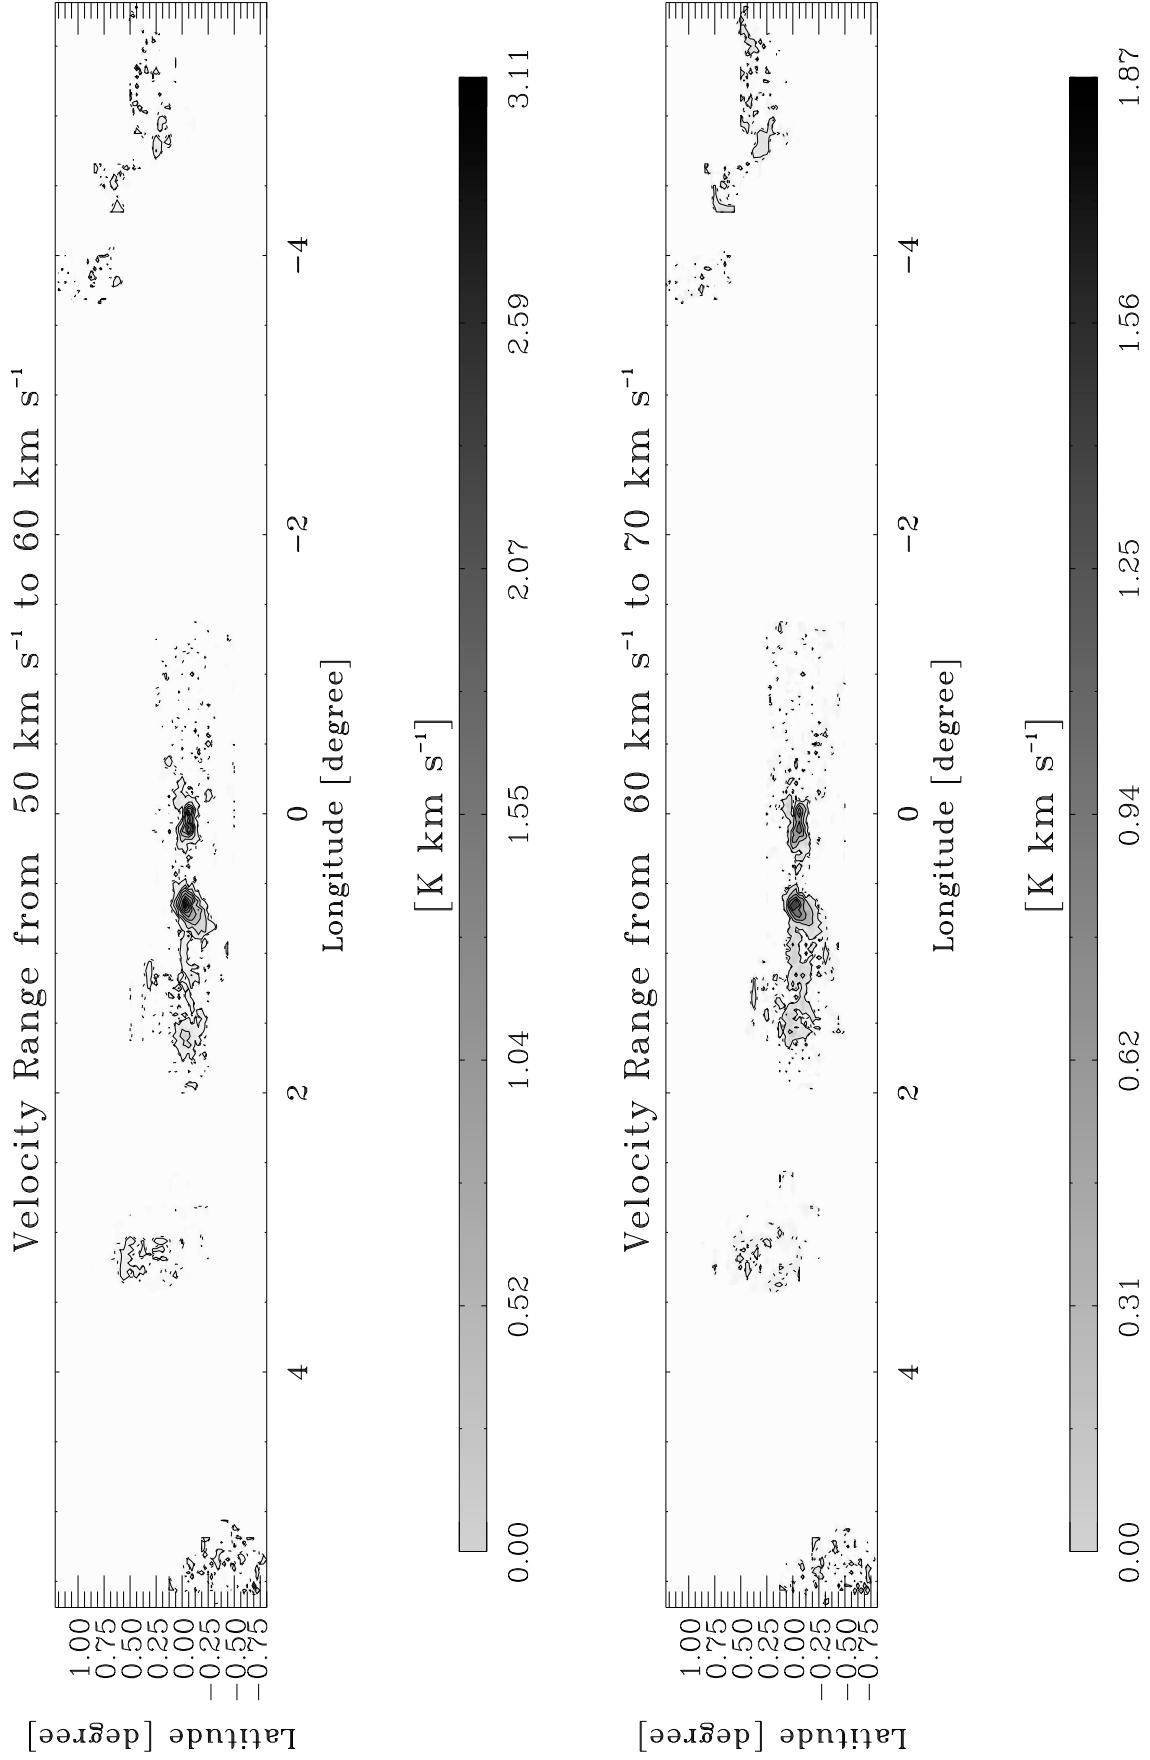 Velocity Range from 50 km s⁻¹ to 60 km s⁻¹
Latitude [degree]
1.00
0.75
0.50
0.25
0.00
−0.25
−0.50
−0.75
4 2 0 −2 −4
Longitude [degree]
[K km s⁻¹]
0.00 0.52 1.04 1.55 2.07 2.59 3.11
Velocity Range from 60 km s⁻¹ to 70 km s⁻¹
Latitude [degree]
1.00
0.75
0.50
0.25
0.00
−0.25
−0.50
−0.75
4 2 0 −2 −4
Longitude [degree]
[K km s⁻¹]
0.00 0.31 0.62 0.94 1.25 1.56 1.87